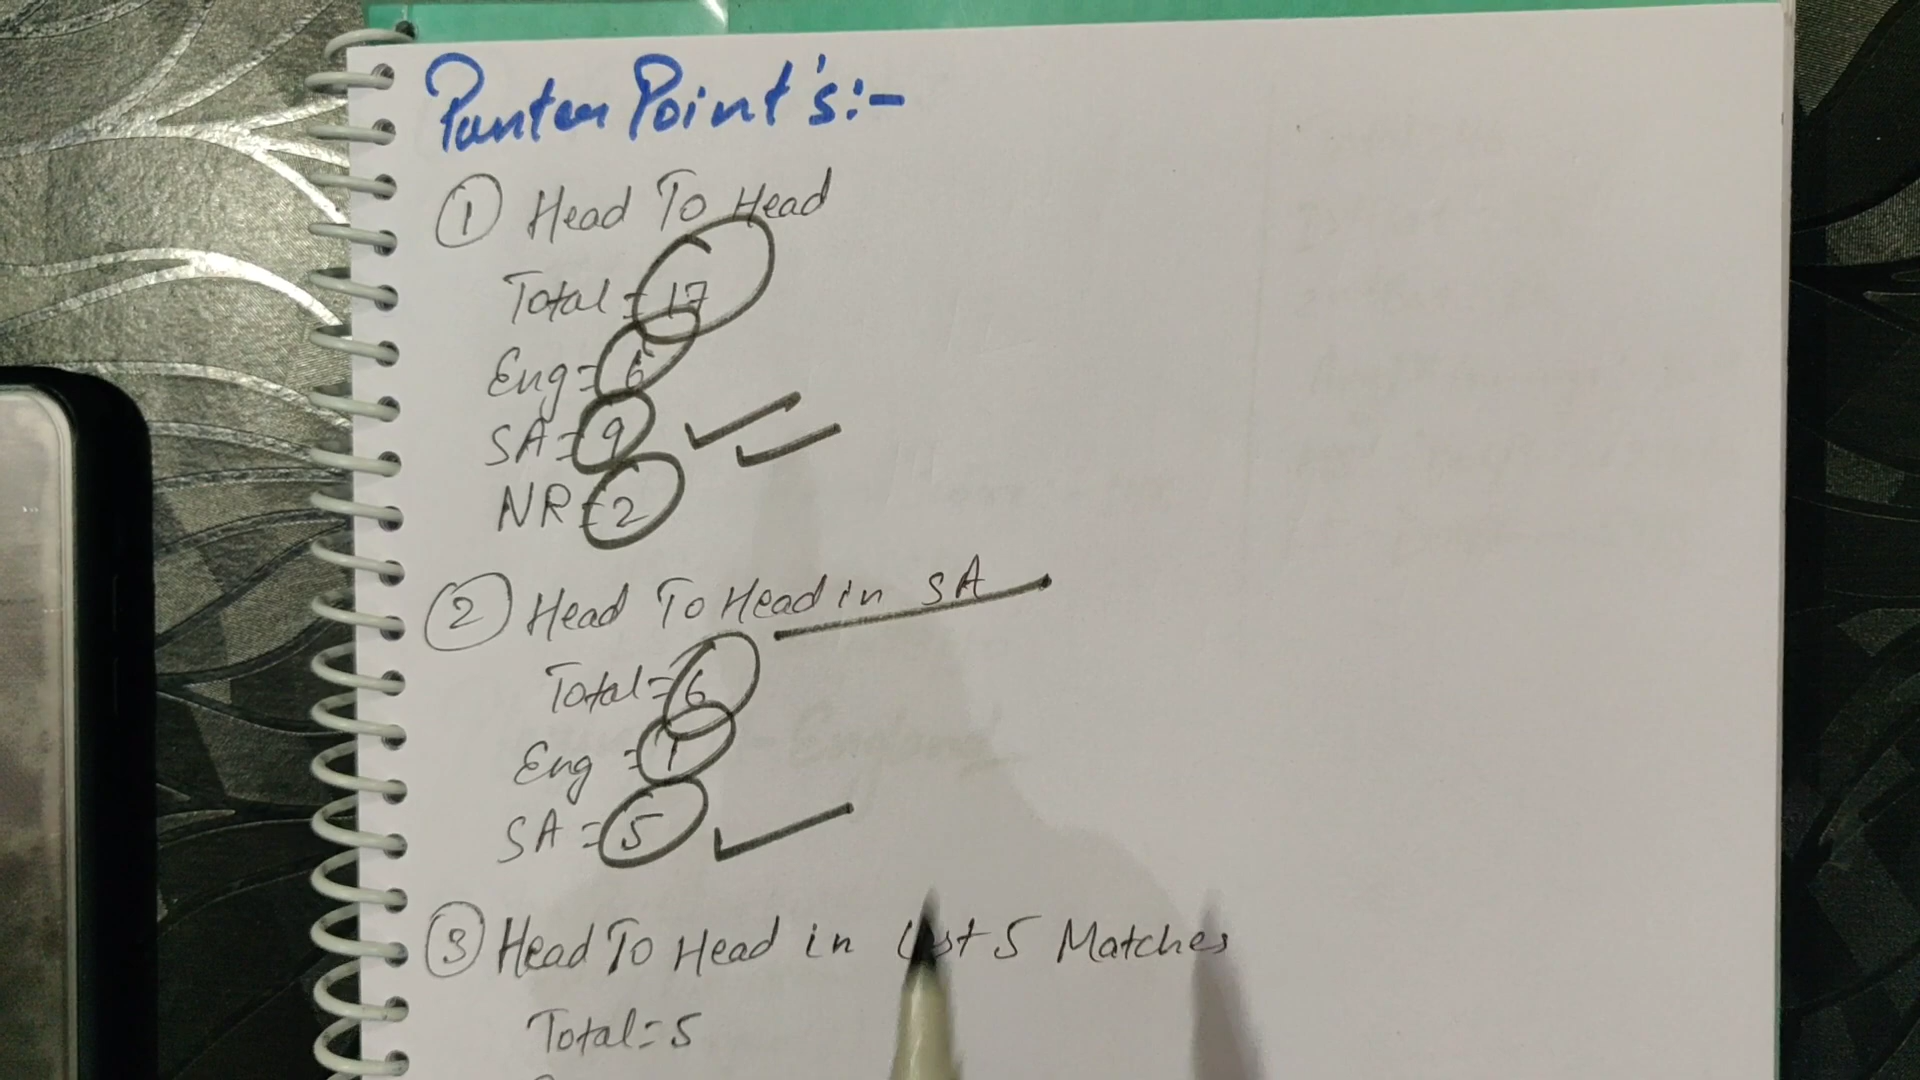 Punter Point's:-
① Head To Head
Total = 17
Eng = 6
SA = 9
NR = 2
② Head To Head in SA
Total = 6
Eng = 1
SA = 5
③ Head To Head in Last 5 Matches
Total = 5